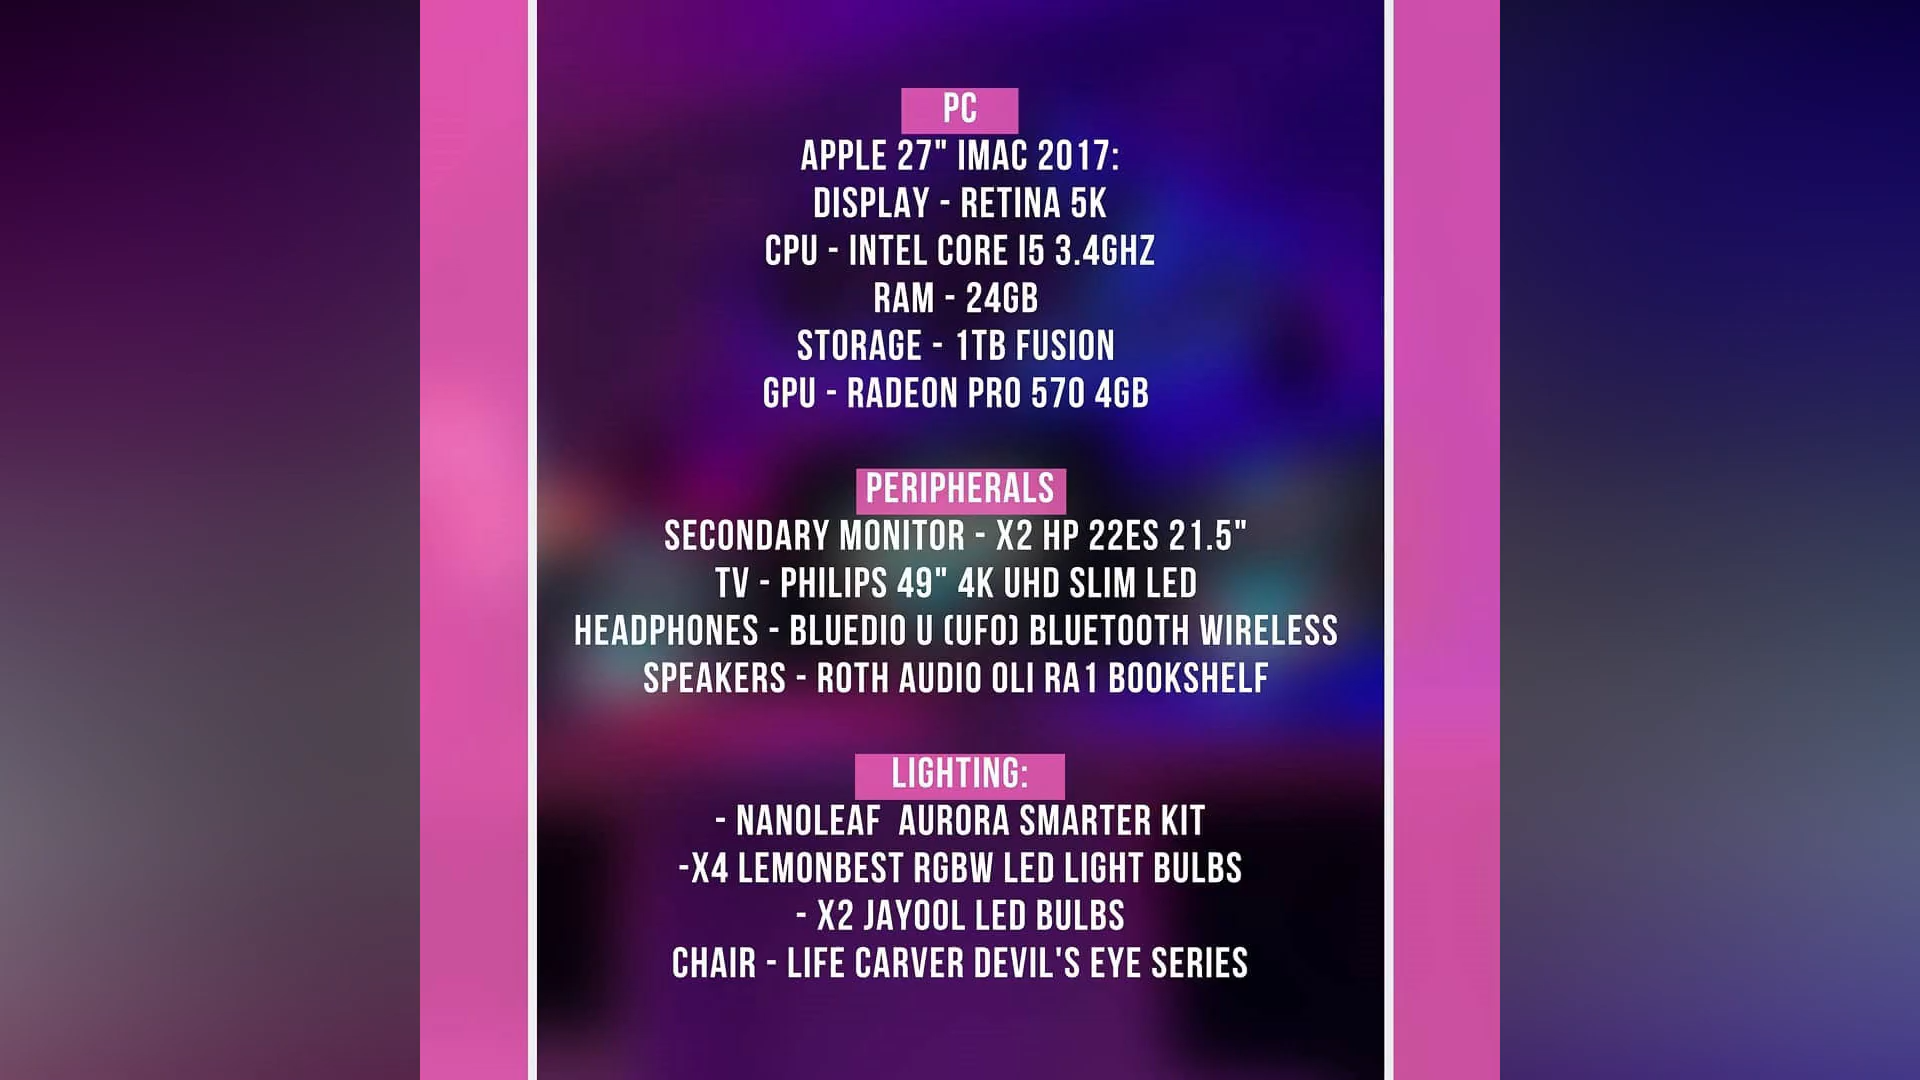 PC
APPLE 27" IMAC 2017:
DISPLAY - RETINA 5K
CPU - INTEL CORE I5 3.4GHZ
RAM - 24GB
STORAGE - 1TB FUSION
GPU - RADEON PRO 570 4GB
PERIPHERALS
SECONDARY MONITOR - X2 HP 22ES 21.5"
TV - PHILIPS 49" 4K UHD SLIM LED
HEADPHONES - BLUEDIO U (UFO) BLUETOOTH WIRELESS
SPEAKERS - ROTH AUDIO OLI RA1 BOOKSHELF
LIGHTING:
- NANOLEAF  AURORA SMARTER KIT
-X4 LEMONBEST RGBW LED LIGHT BULBS
- X2 JAYOOL LED BULBS
CHAIR - LIFE CARVER DEVIL'S EYE SERIES